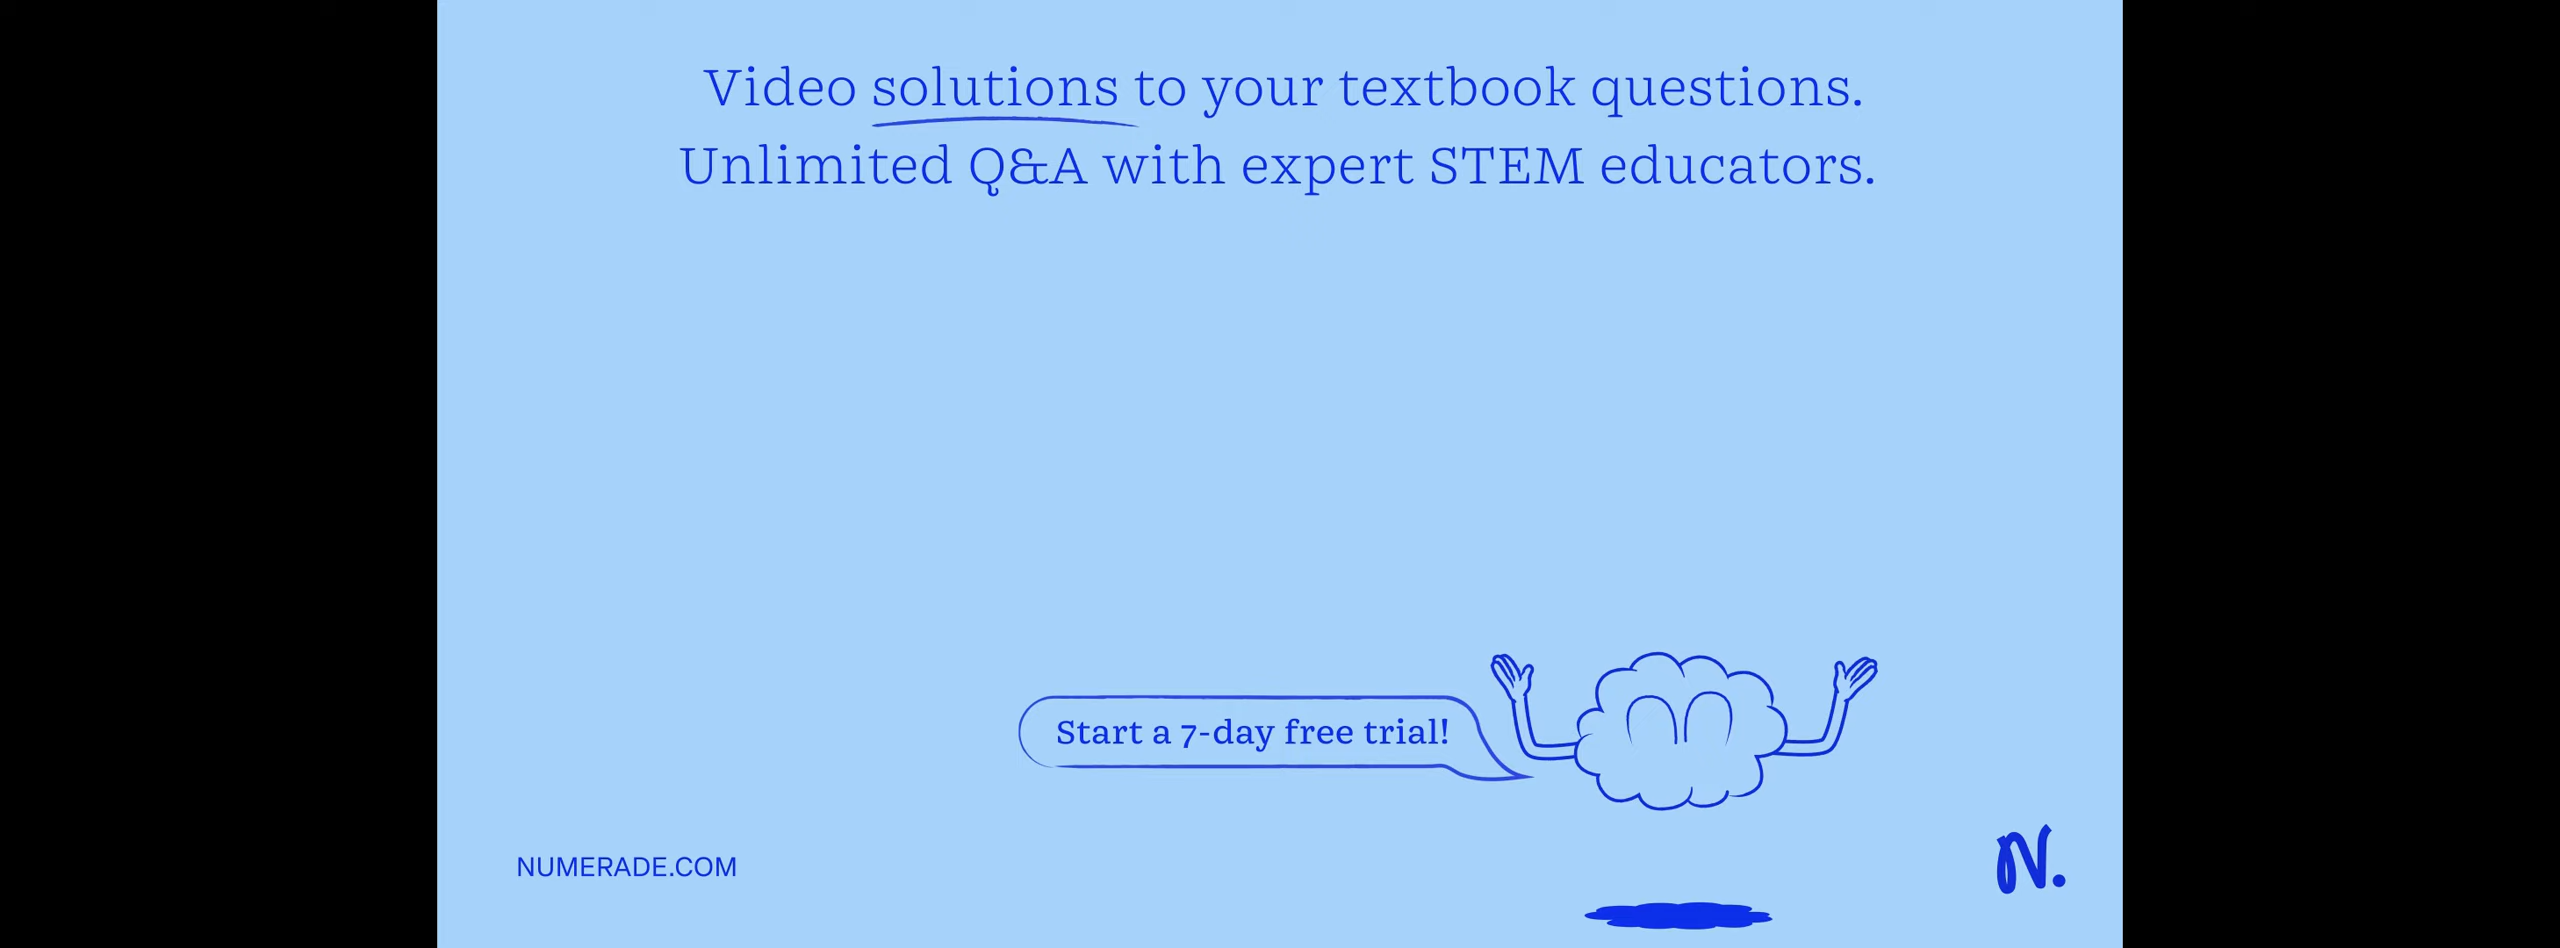 Video solutions to your textbook questions.
Unlimited Q&A with expert STEM educators.
Start a 7-day free trial!
NUMERADE.COM
N.